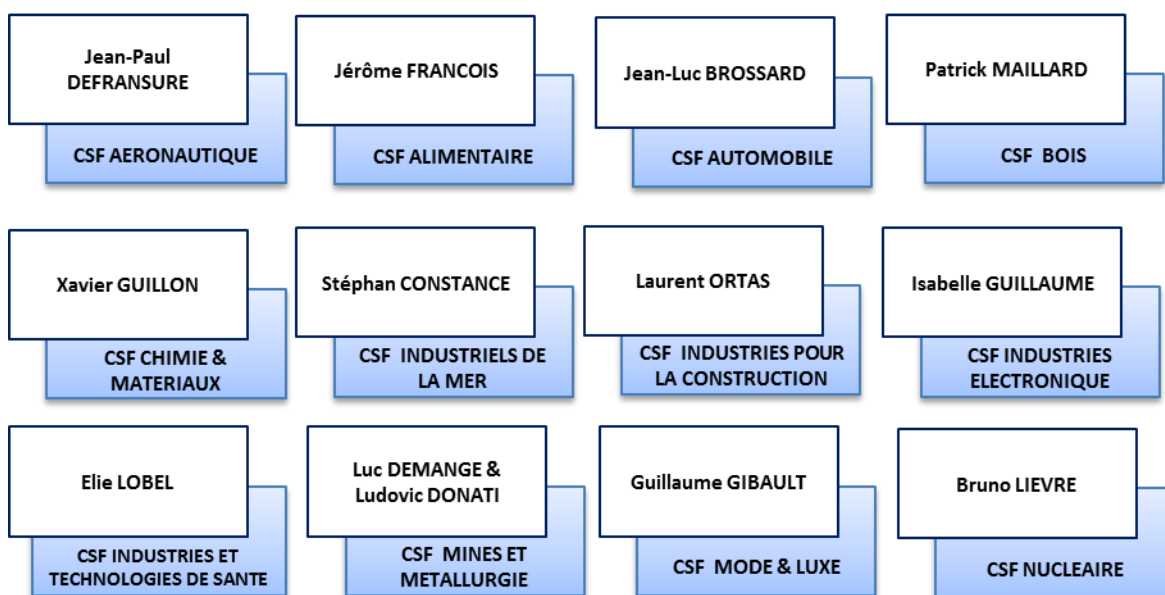 Jean-Paul
DEFRANSURE
CSF AERONAUTIQUE
Jérôme FRANCOIS
CSF ALIMENTAIRE
Jean-Luc BROSSARD
CSF AUTOMOBILE
Patrick MAILLARD
CSF BOIS
Xavier GUILLON
CSF CHIMIE &
MATERIAUX
Stéphan CONSTANCE
CSF INDUSTRIELS DE
LA MER
Laurent ORTAS
CSF INDUSTRIES POUR
LA CONSTRUCTION
Isabelle GUILLAUME
CSF INDUSTRIES
ELECTRONIQUE
Elie LOBEL
CSF INDUSTRIES ET
TECHNOLOGIES DE SANTE
Luc DEMANGE &
Ludovic DONATI
CSF MINES ET
METALLURGIE
Guillaume GIBAULT
CSF MODE & LUXE
Bruno LIEVRE
CSF NUCLEAIRE